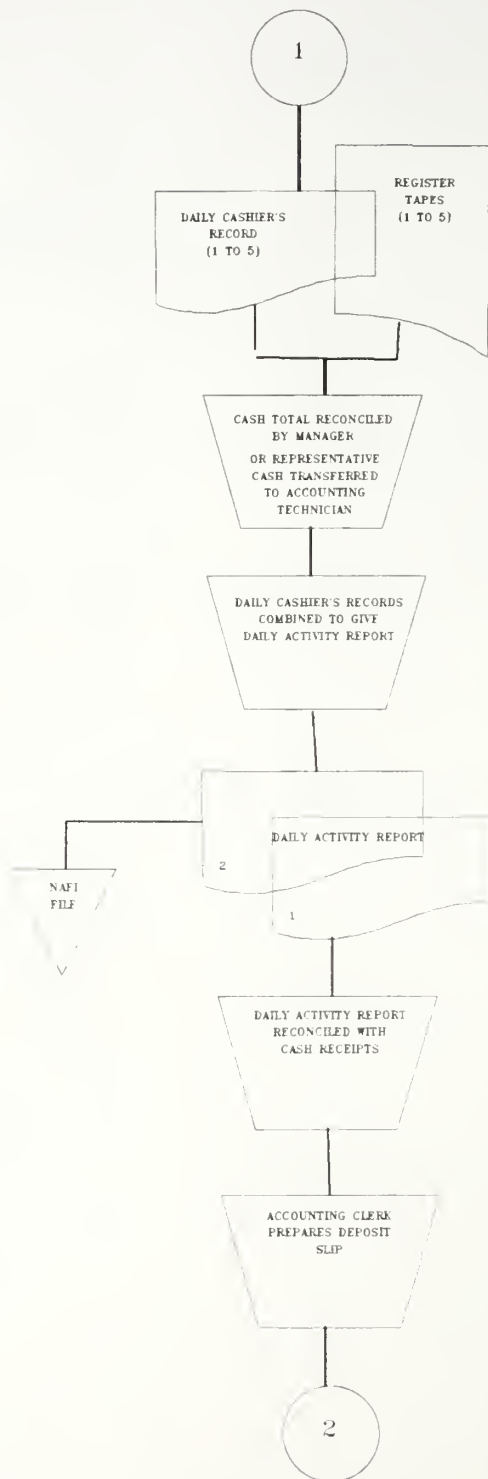 1
DAILY CASHIER'S
RECORD
(1 TO 5)
REGISTER
TAPES
(1 TO 5)
CASH TOTAL RECONCILED
BY MANAGER
OR REPRESENTATIVE
CASH TRANSFERRED
TO ACCOUNTING
TECHNICIAN
DAILY CASHIER'S RECORDS
COMBINED TO GIVE
DAILY ACTIVITY REPORT
2
DAILY ACTIVITY REPORT
1
NAFI
FILE
DAILY ACTIVITY REPORT
RECONCILED WITH
CASH RECEIPTS
ACCOUNTING CLERK
PREPARES DEPOSIT
SLIP
2